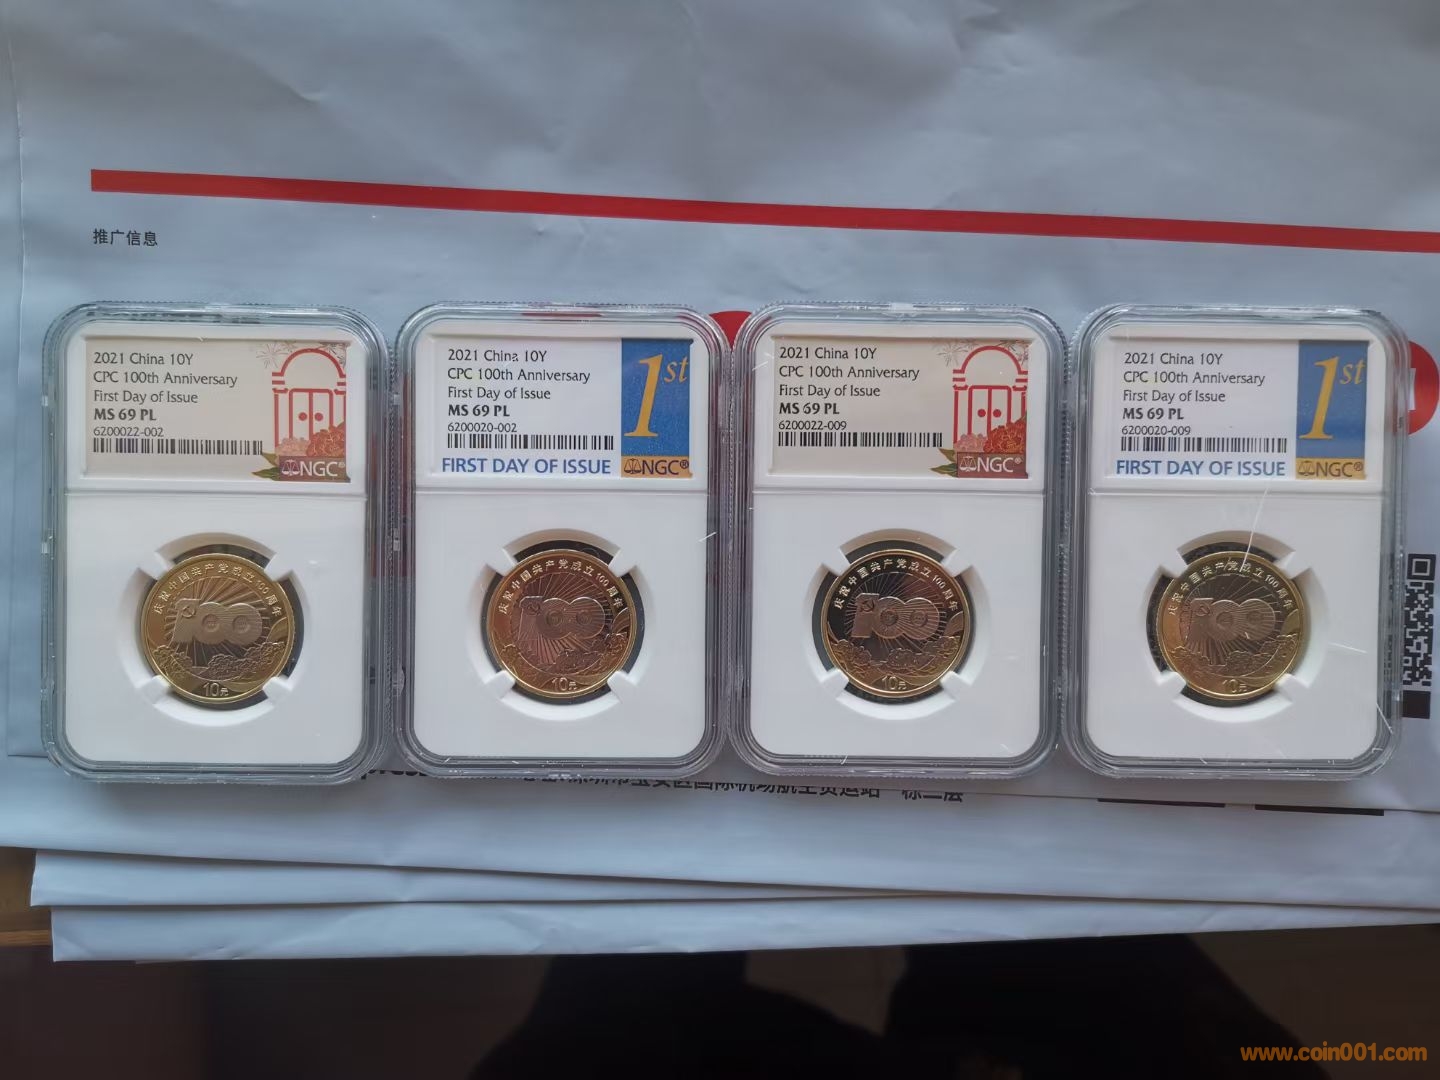 推广信息
2021 China 10Y
CPC 100th Anniversary
First Day of Issue
MS 69 PL
6200022-002
NGC®
2021 China 10Y
CPC 100th Anniversary
First Day of Issue
MS 69 PL
6200020-002
FIRST DAY OF ISSUE
1st
NGC®
2021 China 10Y
CPC 100th Anniversary
First Day of Issue
MS 69 PL
6200022-009
NGC®
2021 China 10Y
CPC 100th Anniversary
First Day of Issue
MS 69 PL
6200020-009
FIRST DAY OF ISSUE
1st
NGC®
庆祝中国共产党成立100周年
100
10元
庆祝中国共产党成立100周年
100
10元
庆祝中国共产党成立100周年
100
10元
庆祝中国共产党成立100周年
100
10元
www.coin001.com